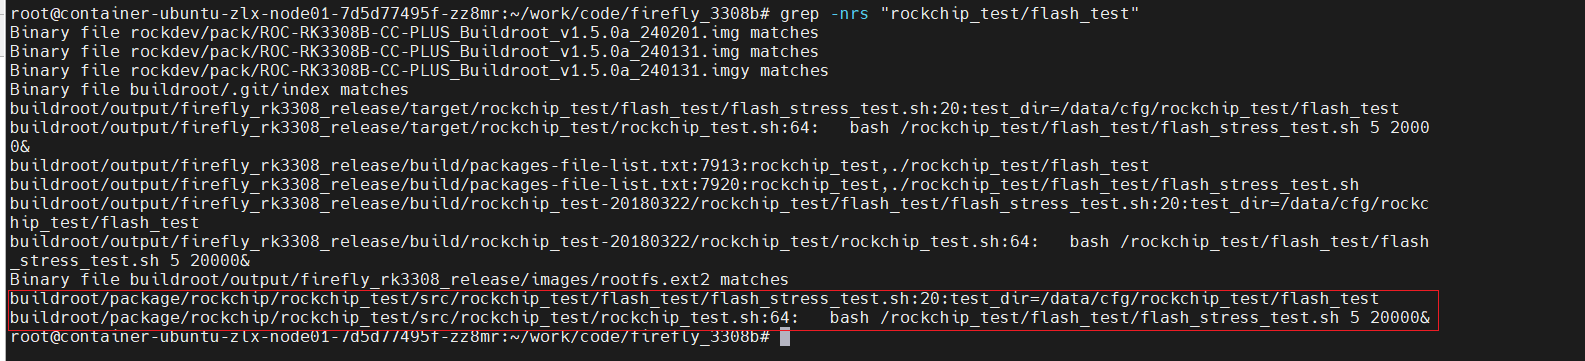 root@container-ubuntu-zlx-node01-7d5d77495f-zz8mr:~/work/code/firefly_3308b# grep -nrs "rockchip_test/flash_test"
Binary file rockdev/pack/ROC-RK3308B-CC-PLUS_Buildroot_v1.5.0a_240201.img matches
Binary file rockdev/pack/ROC-RK3308B-CC-PLUS_Buildroot_v1.5.0a_240131.img matches
Binary file rockdev/pack/ROC-RK3308B-CC-PLUS_Buildroot_v1.5.0a_240131.imgy matches
Binary file buildroot/.git/index matches
buildroot/output/firefly_rk3308_release/target/rockchip_test/flash_test/flash_stress_test.sh:20:test_dir=/data/cfg/rockchip_test/flash_test
buildroot/output/firefly_rk3308_release/target/rockchip_test/rockchip_test.sh:64:   bash /rockchip_test/flash_test/flash_stress_test.sh 5 2000
0&
buildroot/output/firefly_rk3308_release/build/packages-file-list.txt:7913:rockchip_test,./rockchip_test/flash_test
buildroot/output/firefly_rk3308_release/build/packages-file-list.txt:7920:rockchip_test,./rockchip_test/flash_test/flash_stress_test.sh
buildroot/output/firefly_rk3308_release/build/rockchip_test-20180322/rockchip_test/flash_test/flash_stress_test.sh:20:test_dir=/data/cfg/rockc
hip_test/flash_test
buildroot/output/firefly_rk3308_release/build/rockchip_test-20180322/rockchip_test/rockchip_test.sh:64:   bash /rockchip_test/flash_test/flash
_stress_test.sh 5 20000&
Binary file buildroot/output/firefly_rk3308_release/images/rootfs.ext2 matches
buildroot/package/rockchip/rockchip_test/src/rockchip_test/flash_test/flash_stress_test.sh:20:test_dir=/data/cfg/rockchip_test/flash_test
buildroot/package/rockchip/rockchip_test/src/rockchip_test/rockchip_test.sh:64:   bash /rockchip_test/flash_test/flash_stress_test.sh 5 20000&
root@container-ubuntu-zlx-node01-7d5d77495f-zz8mr:~/work/code/firefly_3308b#